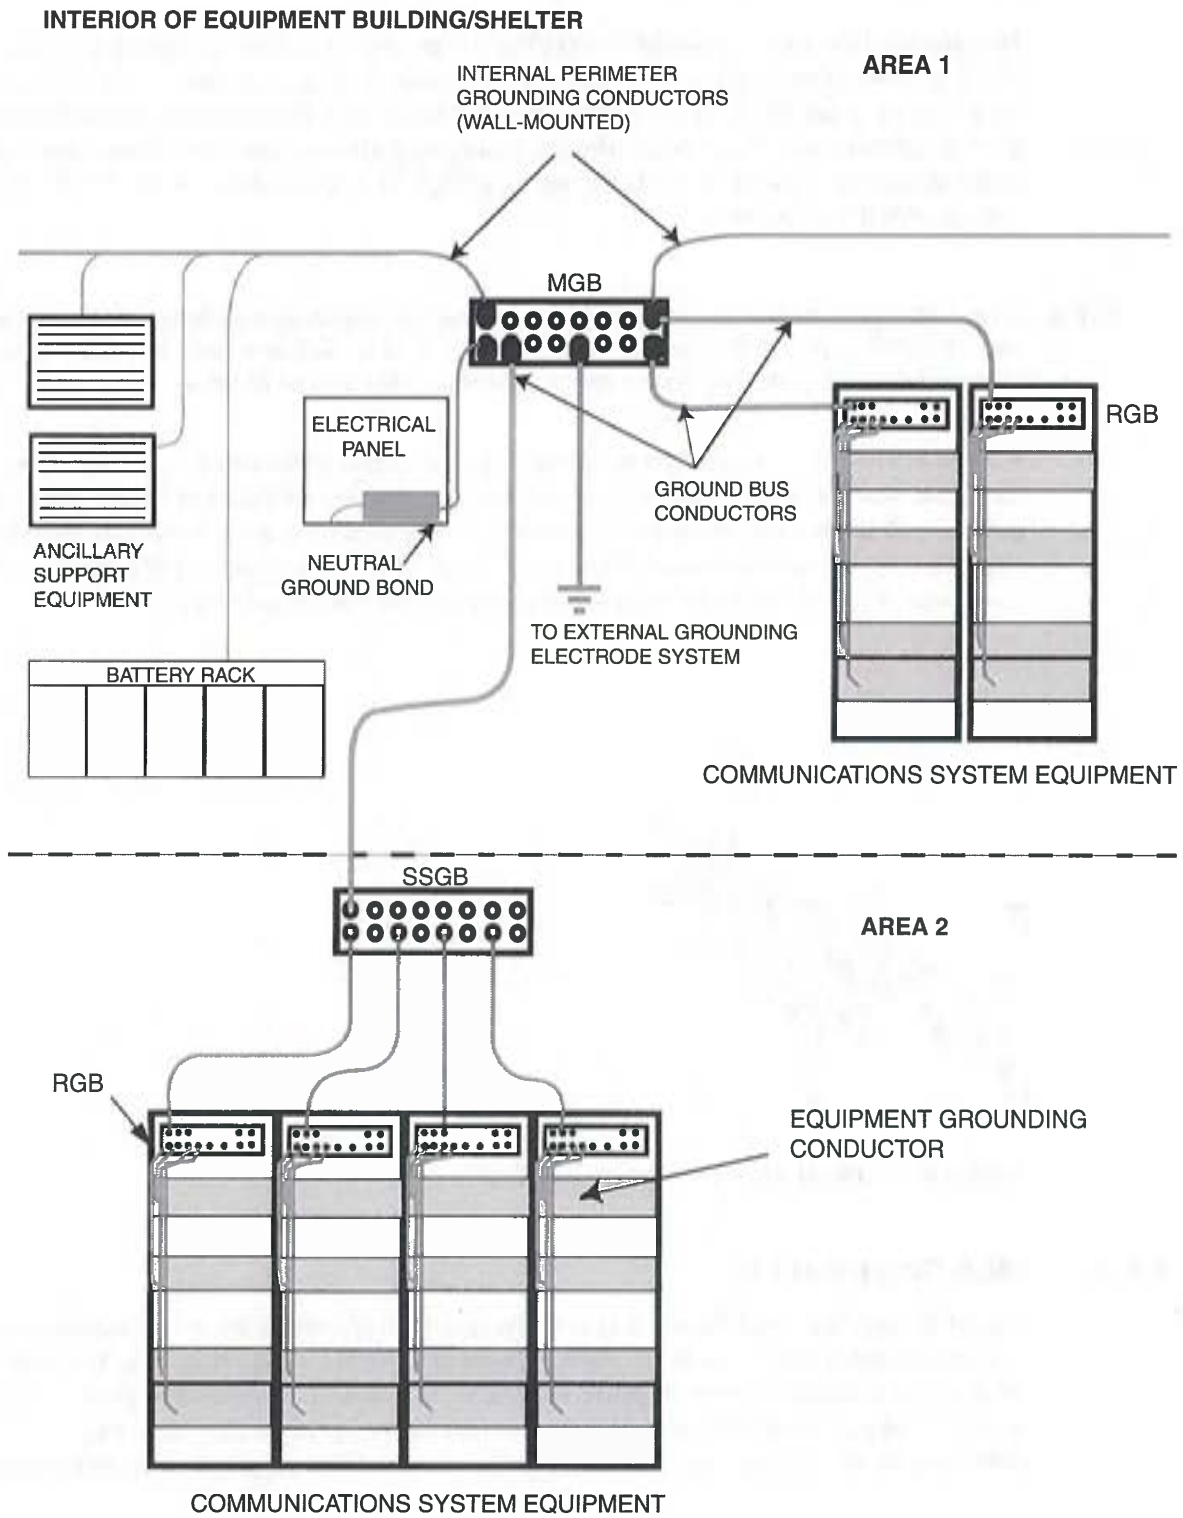 INTERIOR OF EQUIPMENT BUILDING/SHELTER
AREA 1
INTERNAL PERIMETER
GROUNDING CONDUCTORS
(WALL-MOUNTED)
MGB
ELECTRICAL
PANEL
RGB
GROUND BUS
CONDUCTORS
ANCILLARY
SUPPORT
EQUIPMENT
NEUTRAL
GROUND BOND
TO EXTERNAL GROUNDING
ELECTRODE SYSTEM
BATTERY RACK
COMMUNICATIONS SYSTEM EQUIPMENT
SSGB
AREA 2
RGB
EQUIPMENT GROUNDING
CONDUCTOR
COMMUNICATIONS SYSTEM EQUIPMENT